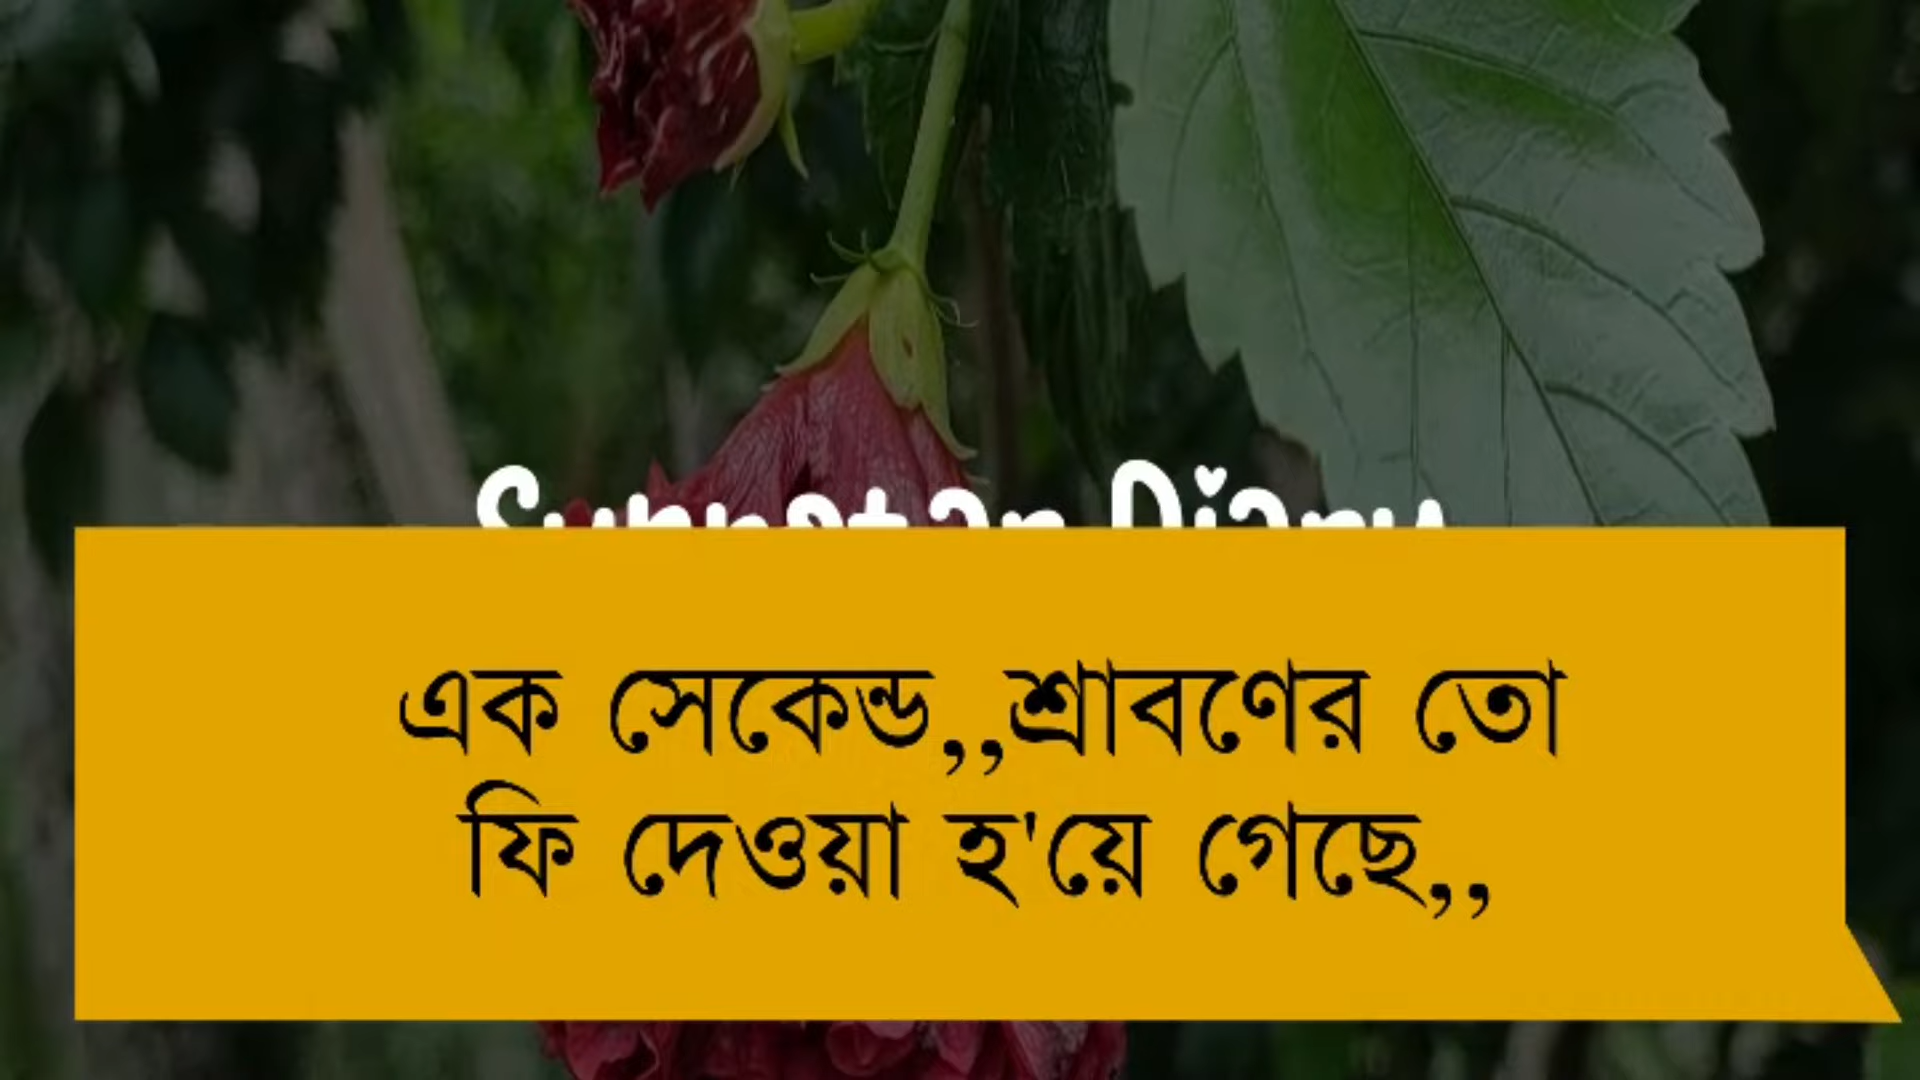 এক সেকেন্ড,,শ্রাবণের তো
ফি দেওয়া হ'য়ে গেছে,,